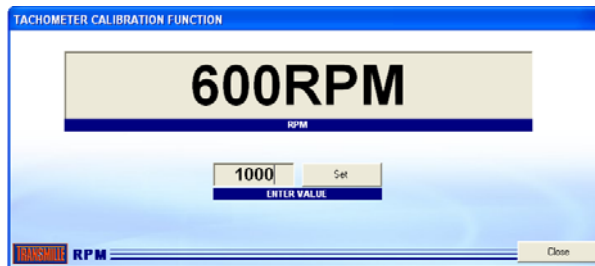 TACHOMETER CALIBRATION FUNCTION
600RPM
RPM
1000 Set
ENTER VALUE
TRANSMILLE RPM Close